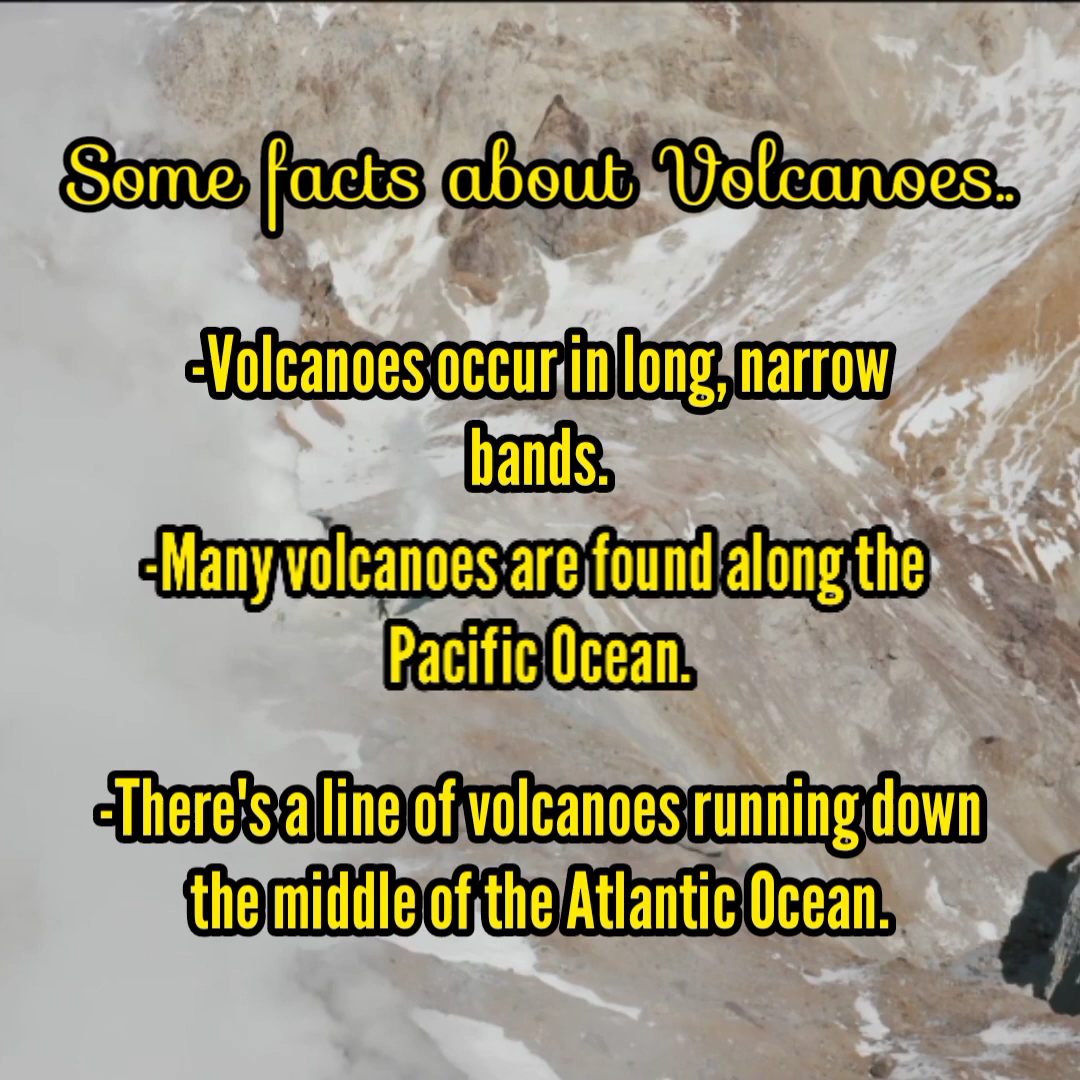 Some facts about Volcanoes..
-Volcanoes occur in long, narrow
bands.
-Many volcanoes are found along the
Pacific Ocean.
-There's a line of volcanoes running down
the middle of the Atlantic Ocean.